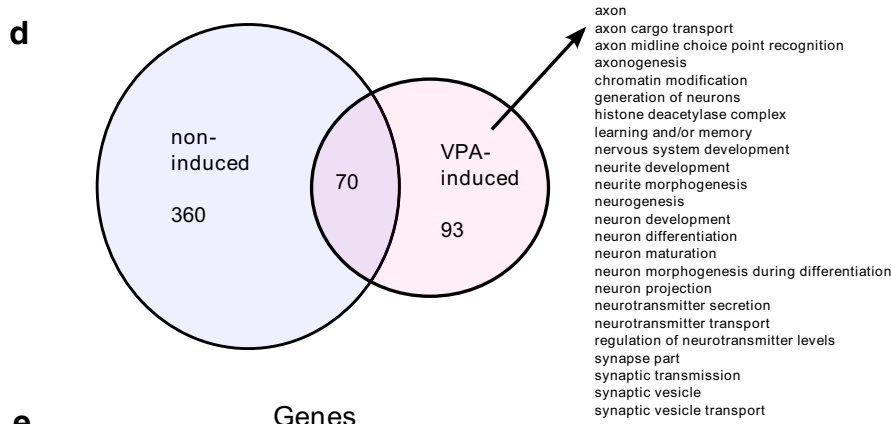 d
non-
induced
360
70
VPA-
induced
93
axon
axon cargo transport
axon midline choice point recognition
axonogenesis
chromatin modification
generation of neurons
histone deacetylase complex
learning and/or memory
nervous system development
neurite development
neurite morphogenesis
neurogenesis
neuron development
neuron differentiation
neuron maturation
neuron morphogenesis during differentiation
neuron projection
neurotransmitter secretion
neurotransmitter transport
regulation of neurotransmitter levels
synapse part
synaptic transmission
synaptic vesicle
synaptic vesicle transport
e
Genes